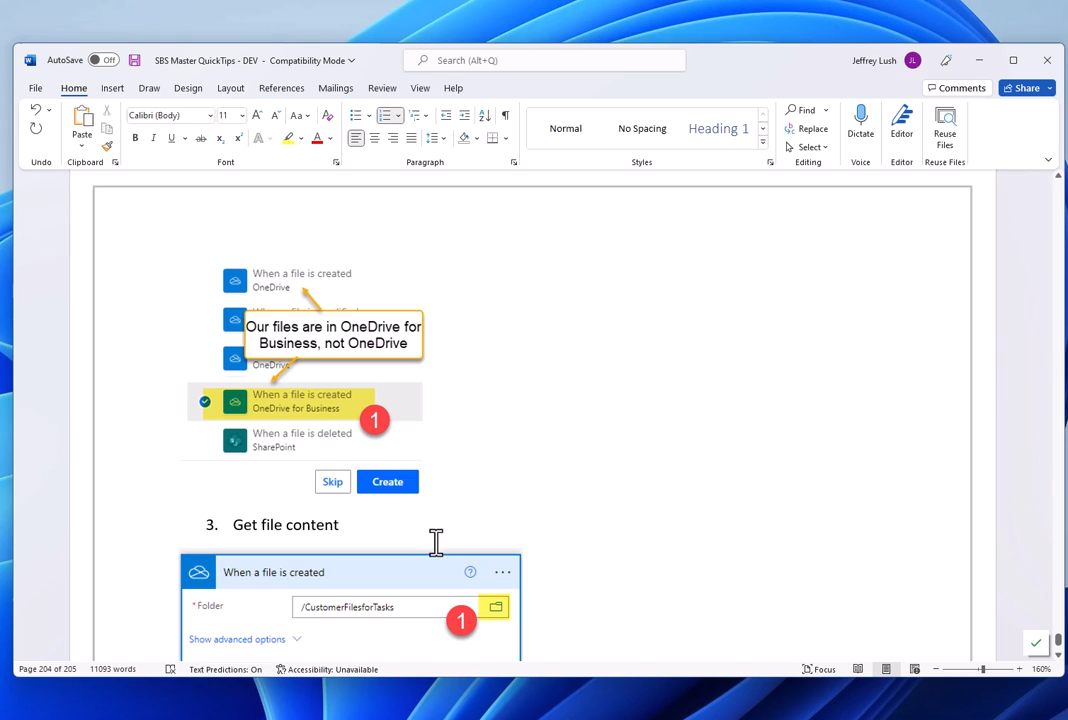 AutoSave Off SBS Master QuickTips - DEV - Compatibility Mode Search (Alt+Q) Jeffrey Lush JL
File Home Insert Draw Design Layout References Mailings Review View Help Comments Share
Paste Calibri (Body) 11 Aa Normal No Spacing Heading 1 Find Replace Select Dictate Editor Reuse Files
Undo Clipboard Font Paragraph Styles Editing Voice Editor Reuse Files
When a file is created
OneDrive
Our files are in OneDrive for
Business, not OneDrive
OneDrive
When a file is created
OneDrive for Business
1
When a file is deleted
SharePoint
Skip Create
3. Get file content
When a file is created ? ...
* Folder /CustomerFilesforTasks
1
Show advanced options
Page 204 of 205 11093 words Text Predictions: On Accessibility: Unavailable Focus 160%